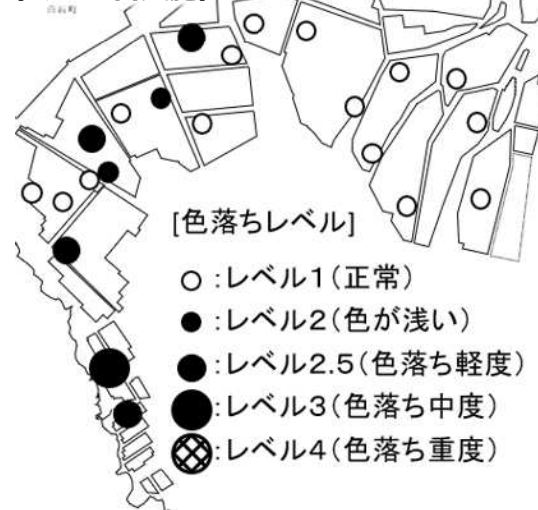 [色落ちレベル]
:レベル1(正常)
:レベル2(色が浅い)
:レベル2.5(色落ち軽度)
:レベル3(色落ち中度)
:レベル4(色落ち重度)